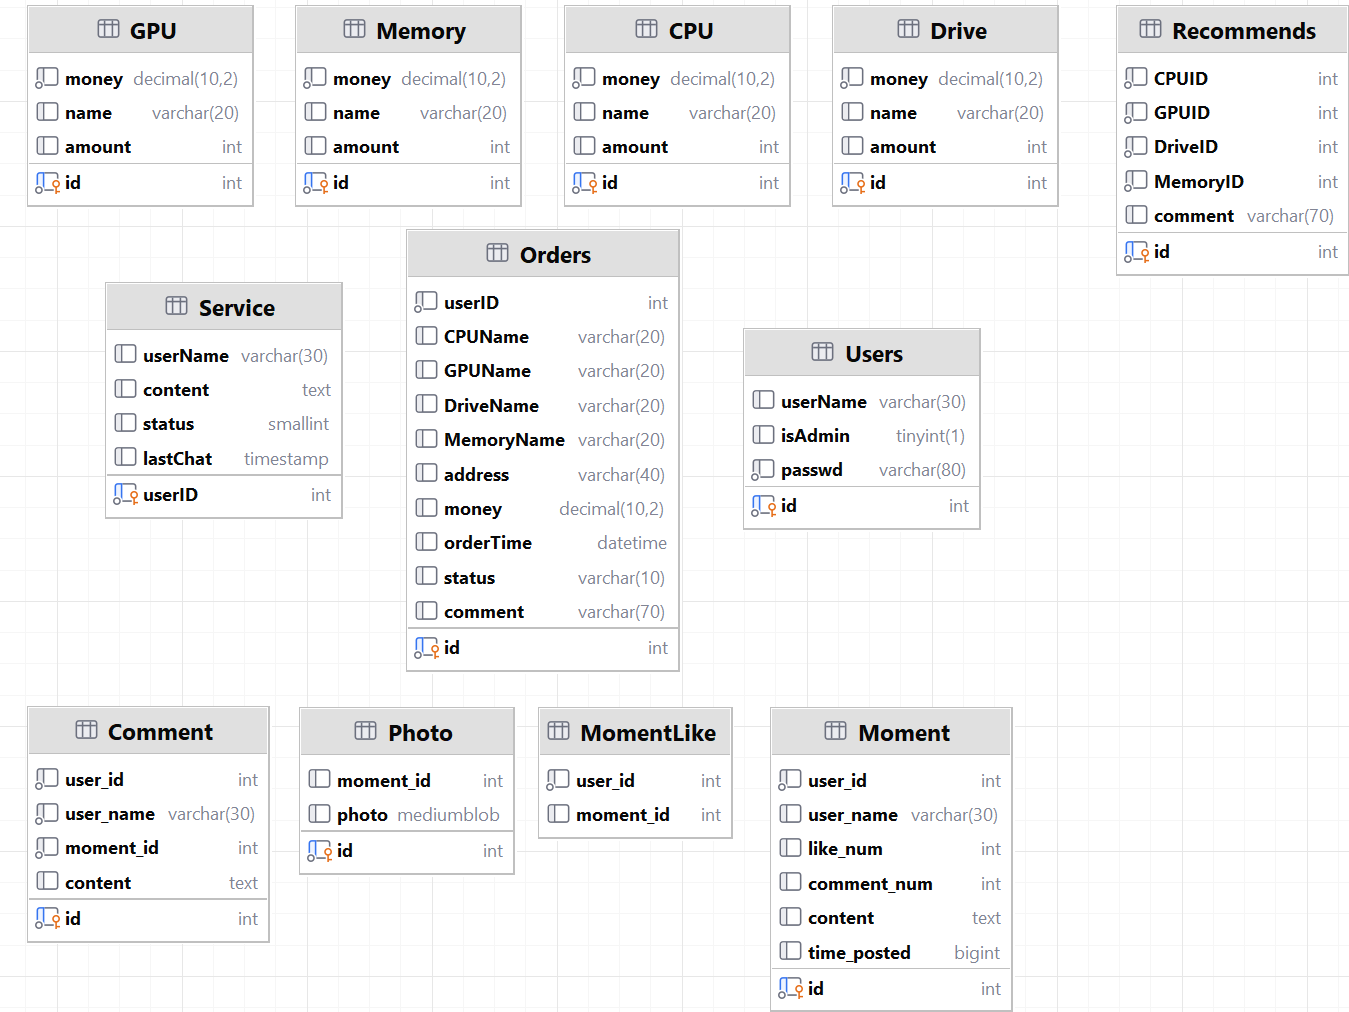 GPU
money decimal(10,2)
name varchar(20)
amount int
id int
Memory
money decimal(10,2)
name varchar(20)
amount int
id int
CPU
money decimal(10,2)
name varchar(20)
amount int
id int
Drive
money decimal(10,2)
name varchar(20)
amount int
id int
Recommends
CPUID int
GPUID int
DriveID int
MemoryID int
comment varchar(70)
id int
Service
userName varchar(30)
content text
status smallint
lastChat timestamp
userID int
Orders
userID int
CPUName varchar(20)
GPUName varchar(20)
DriveName varchar(20)
MemoryName varchar(20)
address varchar(40)
money decimal(10,2)
orderTime datetime
status varchar(10)
comment varchar(70)
id int
Users
userName varchar(30)
isAdmin tinyint(1)
passwd varchar(80)
id int
Comment
user_id int
user_name varchar(30)
moment_id int
content text
id int
Photo
moment_id int
photo mediumblob
id int
MomentLike
user_id int
moment_id int
Moment
user_id int
user_name varchar(30)
like_num int
comment_num int
content text
time_posted bigint
id int